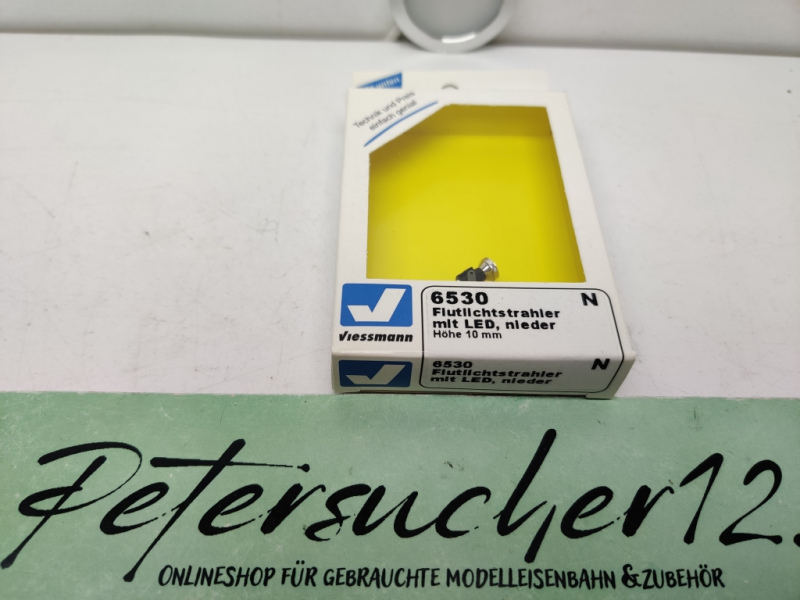 Technik und Preis
einfach genial
6530 N
Flutlichtstrahler
mit LED, nieder
Höhe 10 mm
viessmann
6530 N
Flutlichtstrahler
mit LED, nieder
Petersucher12.
ONLINESHOP FÜR GEBRAUCHTE MODELLEISENBAHN & ZUBEHÖR